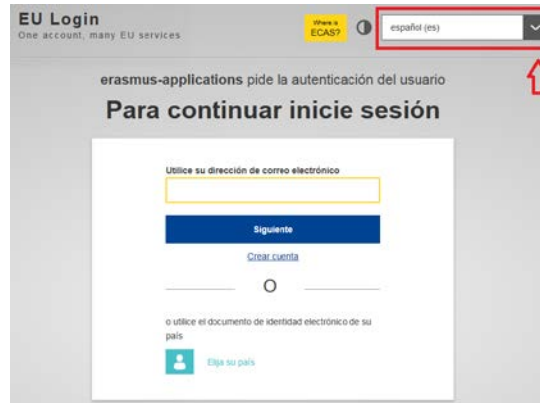 EU Login
One account, many EU services
Where is
ECAS?
español (es)
erasmus-applications pide la autenticación del usuario
Para continuar inicie sesión
Utilice su dirección de correo electrónico
Siguiente
Crear cuenta
O
o utilice el documento de identidad electrónico de su
país
Elija su país